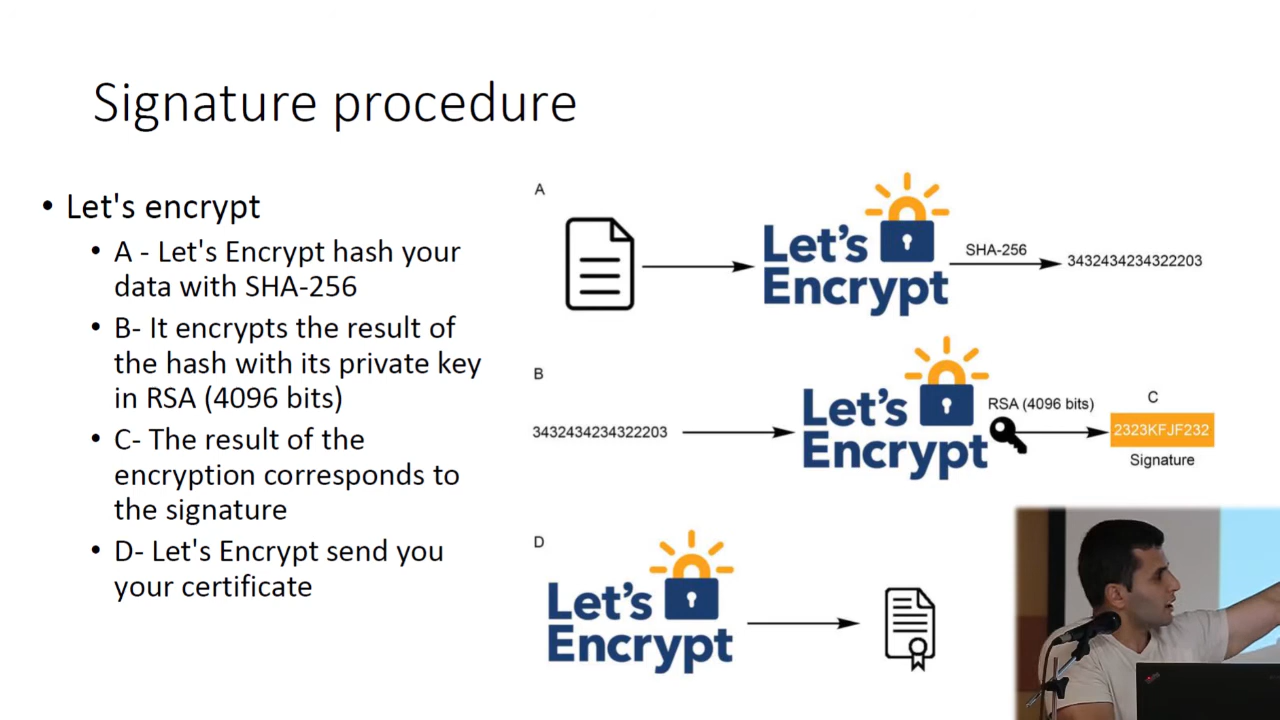 Signature procedure
• Let's encrypt
• A - Let's Encrypt hash your
data with SHA-256
• B- It encrypts the result of
the hash with its private key
in RSA (4096 bits)
• C- The result of the
encryption corresponds to
the signature
• D- Let's Encrypt send you
your certificate
A
Let's
Encrypt
SHA-256
3432434234322203
B
3432434234322203
Let's
Encrypt
RSA (4096 bits)
C
2323KFJF232
Signature
D
Let's
Encrypt